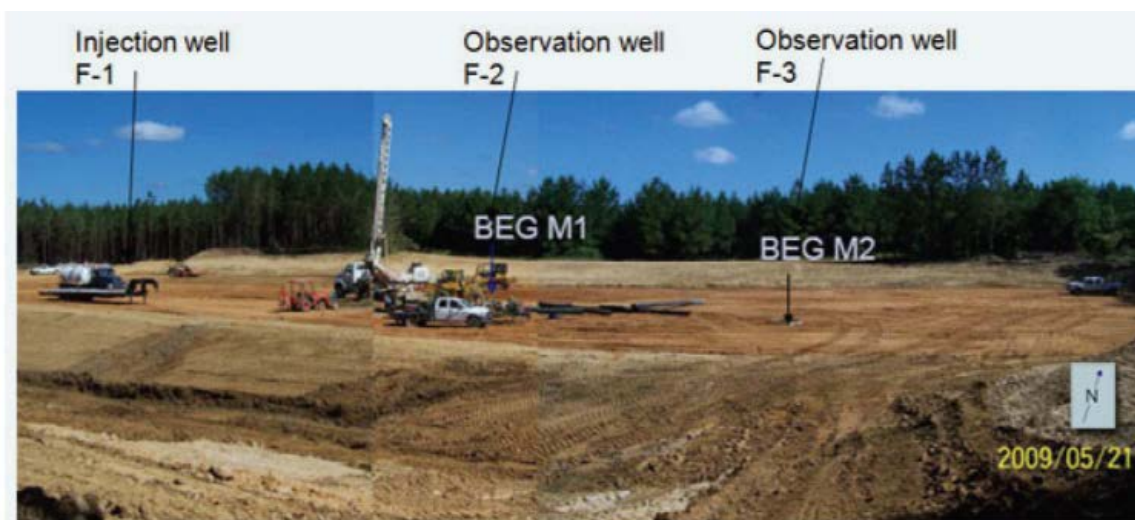 Injection well
F-1
Observation well
F-2
Observation well
F-3
BEG M1
BEG M2
N
2009/05/21